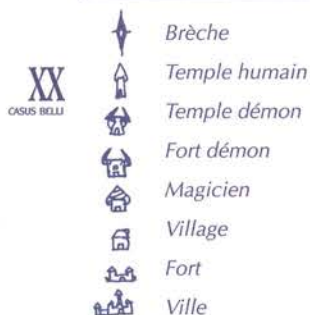 Brèche
Temple humain
XX
CASUS BELLI
Temple démon
Fort démon
Magicien
Village
Fort
Ville